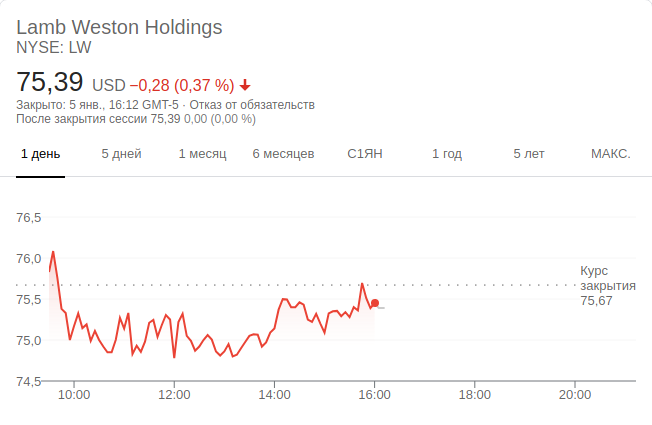 Lamb Weston Holdings
NYSE: LW
75,39 USD −0,28 (0,37 %)
Закрыто: 5 янв., 16:12 GMT-5 · Отказ от обязательств
После закрытия сессии 75,39 0,00 (0,00 %)
1 день 5 дней 1 месяц 6 месяцев С1ЯН 1 год 5 лет МАКС.
76,5
76,0
Курс
закрытия
75,67
75,5
75,0
74,5
10:00 12:00 14:00 16:00 18:00 20:00